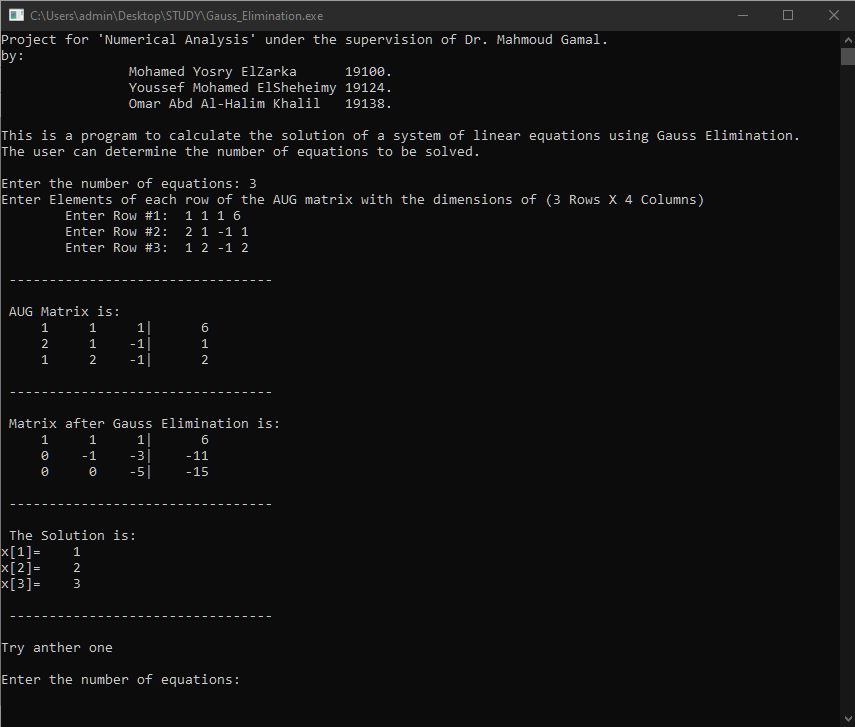 C:\Users\admin\Desktop\STUDY\Gauss_Elimination.exe
Project for 'Numerical Analysis' under the supervision of Dr. Mahmoud Gamal.
by:
                Mohamed Yosry ElZarka      19100.
                Youssef Mohamed ElSheheimy 19124.
                Omar Abd Al-Halim Khalil   19138.
This is a program to calculate the solution of a system of linear equations using Gauss Elimination.
The user can determine the number of equations to be solved.
Enter the number of equations: 3
Enter Elements of each row of the AUG matrix with the dimensions of (3 Rows X 4 Columns)
        Enter Row #1:  1 1 1 6
        Enter Row #2:  2 1 -1 1
        Enter Row #3:  1 2 -1 2
 ---------------------------------
 AUG Matrix is:
     1     1     1|      6
     2     1    -1|      1
     1     2    -1|      2
 ---------------------------------
 Matrix after Gauss Elimination is:
     1     1     1|      6
     0    -1    -3|    -11
     0     0    -5|    -15
 ---------------------------------
 The Solution is:
x[1]=    1
x[2]=    2
x[3]=    3
 ---------------------------------
Try anther one
Enter the number of equations: